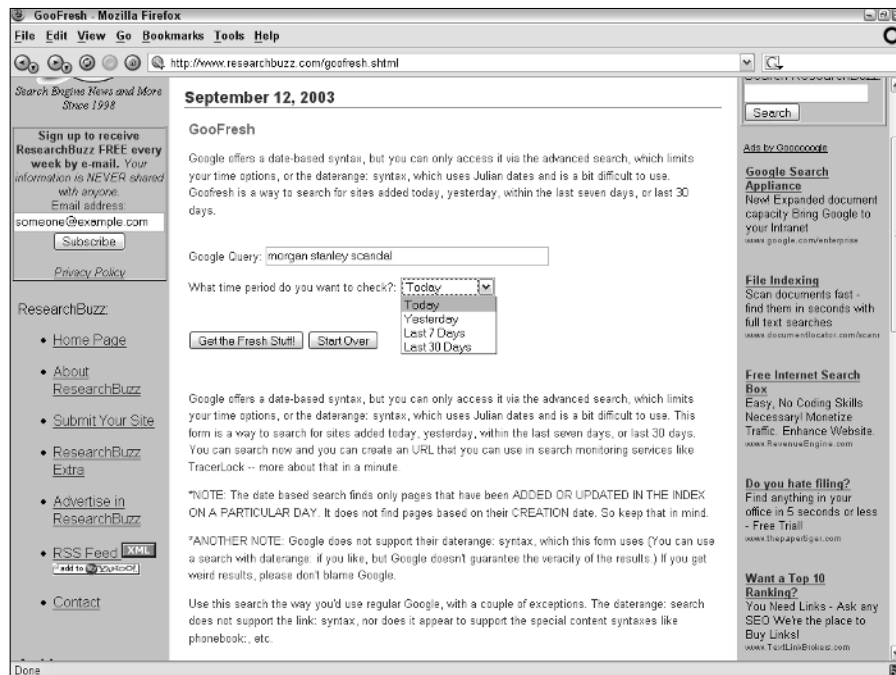 GooFresh - Mozilla Firefox
File Edit View Go Bookmarks Tools Help
http://www.researchbuzz.com/goofresh.shtml
Search Engine News and More
Since 1998
Sign up to receive
ResearchBuzz FREE every
week by e-mail. Your
information is NEVER shared
with anyone.
Email address:
someone@example.com
Subscribe
Privacy Policy
ResearchBuzz:
• Home Page
• About
ResearchBuzz
• Submit Your Site
• ResearchBuzz
Extra
• Advertise in
ResearchBuzz
• RSS Feed XML
add to MY YAHOO!
• Contact
September 12, 2003
GooFresh
Google offers a date-based syntax, but you can only access it via the advanced search, which limits
your time options, or the daterange: syntax, which uses Julian dates and is a bit difficult to use.
Goofresh is a way to search for sites added today, yesterday, within the last seven days, or last 30
days.
Google Query: morgan stanley scandal
What time period do you want to check?: Today
Today
Yesterday
Last 7 Days
Last 30 Days
Get the Fresh Stuff! Start Over
Google offers a date-based syntax, but you can only access it via the advanced search, which limits
your time options, or the daterange: syntax, which uses Julian dates and is a bit difficult to use. This
form is a way to search for sites added today, yesterday, within the last seven days, or last 30 days.
You can search now and you can create an URL that you can use in search monitoring services like
TracerLock -- more about that in a minute.
*NOTE: The date based search finds only pages that have been ADDED OR UPDATED IN THE INDEX
ON A PARTICULAR DAY. It does not find pages based on their CREATION date. So keep that in mind.
*ANOTHER NOTE: Google does not support their daterange: syntax, which this form uses (You can use
a search with daterange: if you like, but Google doesn't guarantee the veracity of the results.) If you get
weird results, please don't blame Google.
Use this search the way you'd use regular Google, with a couple of exceptions. The daterange: search
does not support the link: syntax, nor does it appear to support the special content syntaxes like
phonebook:, etc.
Search ResearchBuzz:
Search
Ads by Goooooogle
Google Search
Appliance
New! Expanded document
capacity Bring Google to
your Intranet
www.google.com/enterprise
File Indexing
Scan documents fast -
find them in seconds with
full text searches
www.documentlocator.com/scann
Free Internet Search
Box
Easy, No Coding Skills
Necessary! Monetize
Traffic. Enhance Website.
www.RevenueEngine.com
Do you hate filing?
Find anything in your
office in 5 seconds or less
- Free Trial!
www.thepapertiger.com
Want a Top 10
Ranking?
You Need Links - Ask any
SEO We're the place to
Buy Links!
www.TextLinkBrokers.com
Done